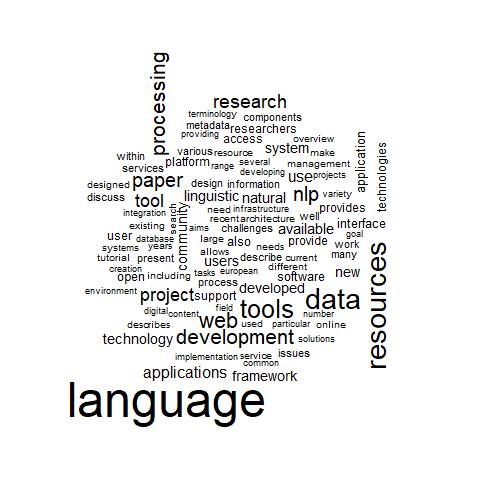 processing
research
terminology components
metadata researchers
providing access overview
within various resource system make application
services platform range several management technologies
designed paper developing use projects
discuss tool design information nlp variety
linguistic natural
integration search community need infrastructure well provides
existing aims recent architecture interface
user database challenges available goal
systems years large also provide work
tutorial present allows needs many
creation users describe current resources
open including tasks european different new
process software
environment project support developed data
digital content field tools number
describes web used particular online
technology development solutions
implementation service issues
common
applications framework
language